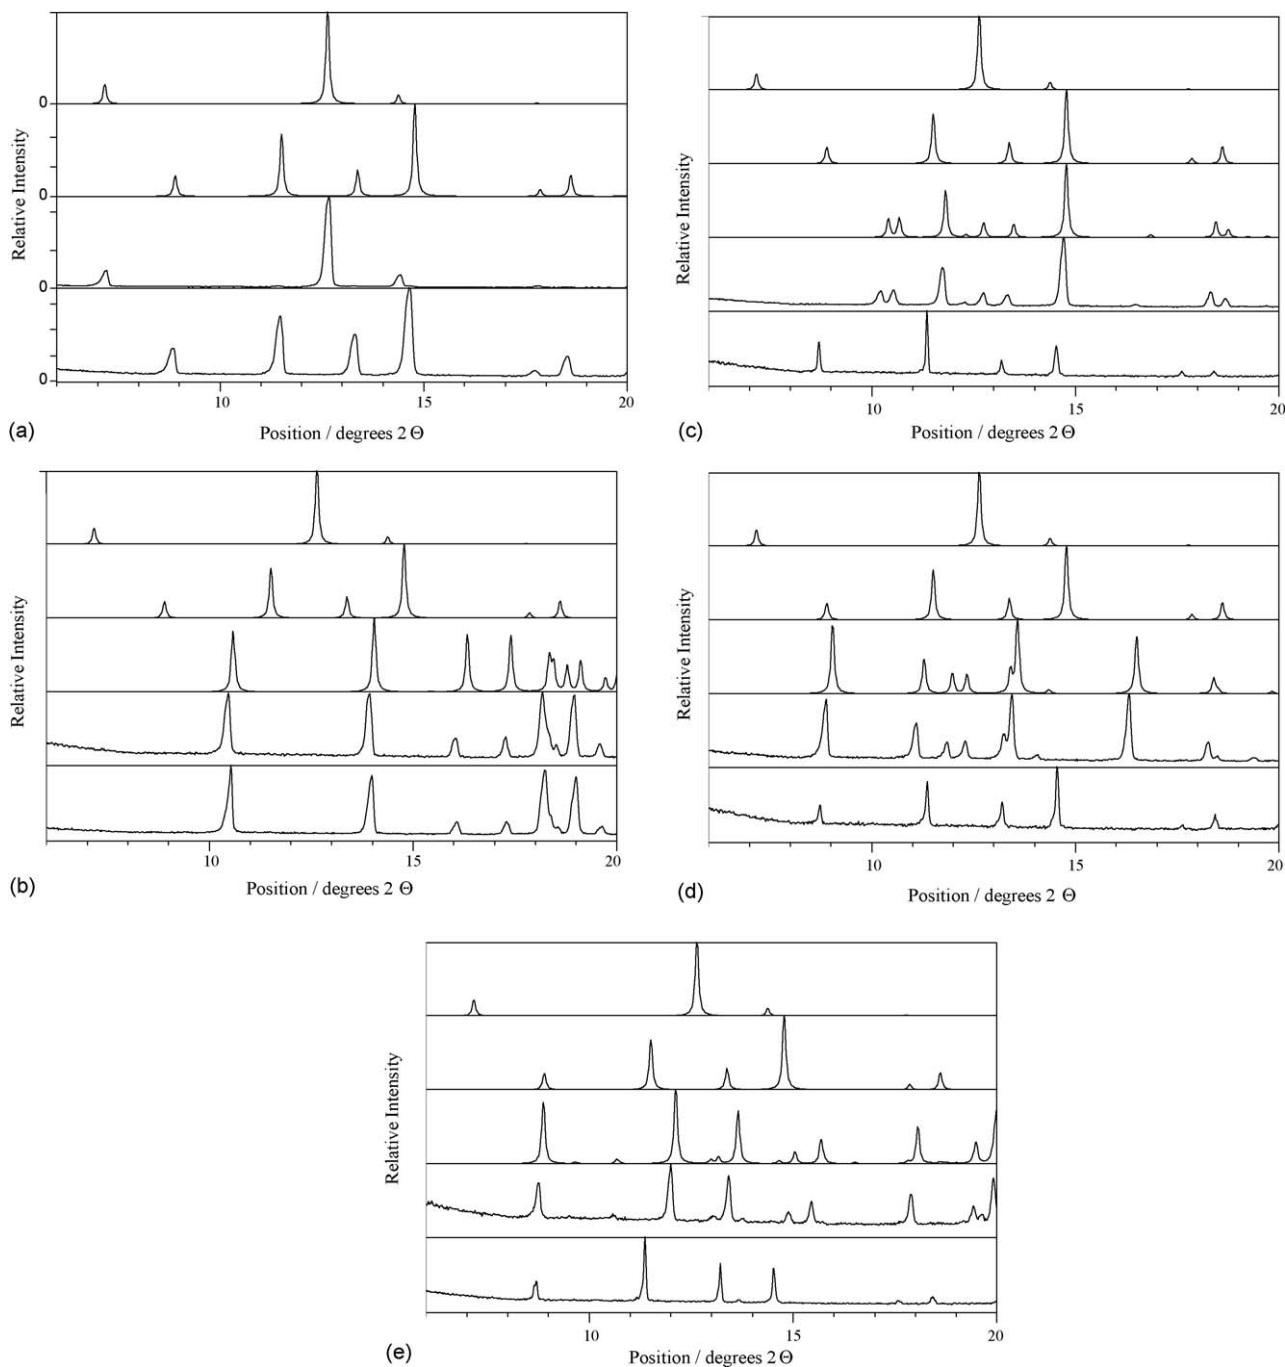 Relative Intensity
0
0
0
0
10
15
20
Position / degrees 2 Θ
(a)
Relative Intensity
10
15
20
Position / degrees 2 Θ
(c)
Relative Intensity
10
15
20
Position / degrees 2 Θ
(b)
Relative Intensity
10
15
20
Position / degrees 2 Θ
(d)
Relative Intensity
10
15
20
Position / degrees 2 Θ
(e)